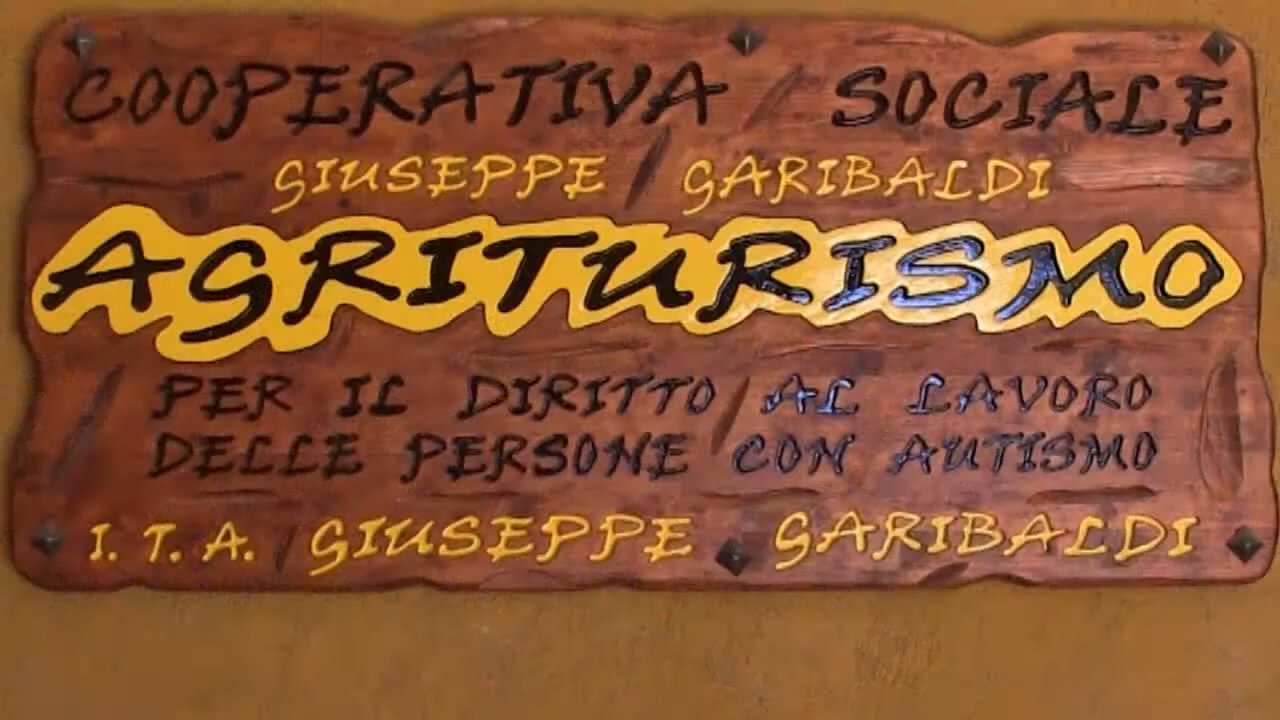 COOPERATIVA SOCIALE
GIUSEPPE GARIBALDI
AGRITURISMO
PER IL DIRITTO AL LAVORO
DELLE PERSONE CON AUTISMO
I. T. A. GIUSEPPE GARIBALDI